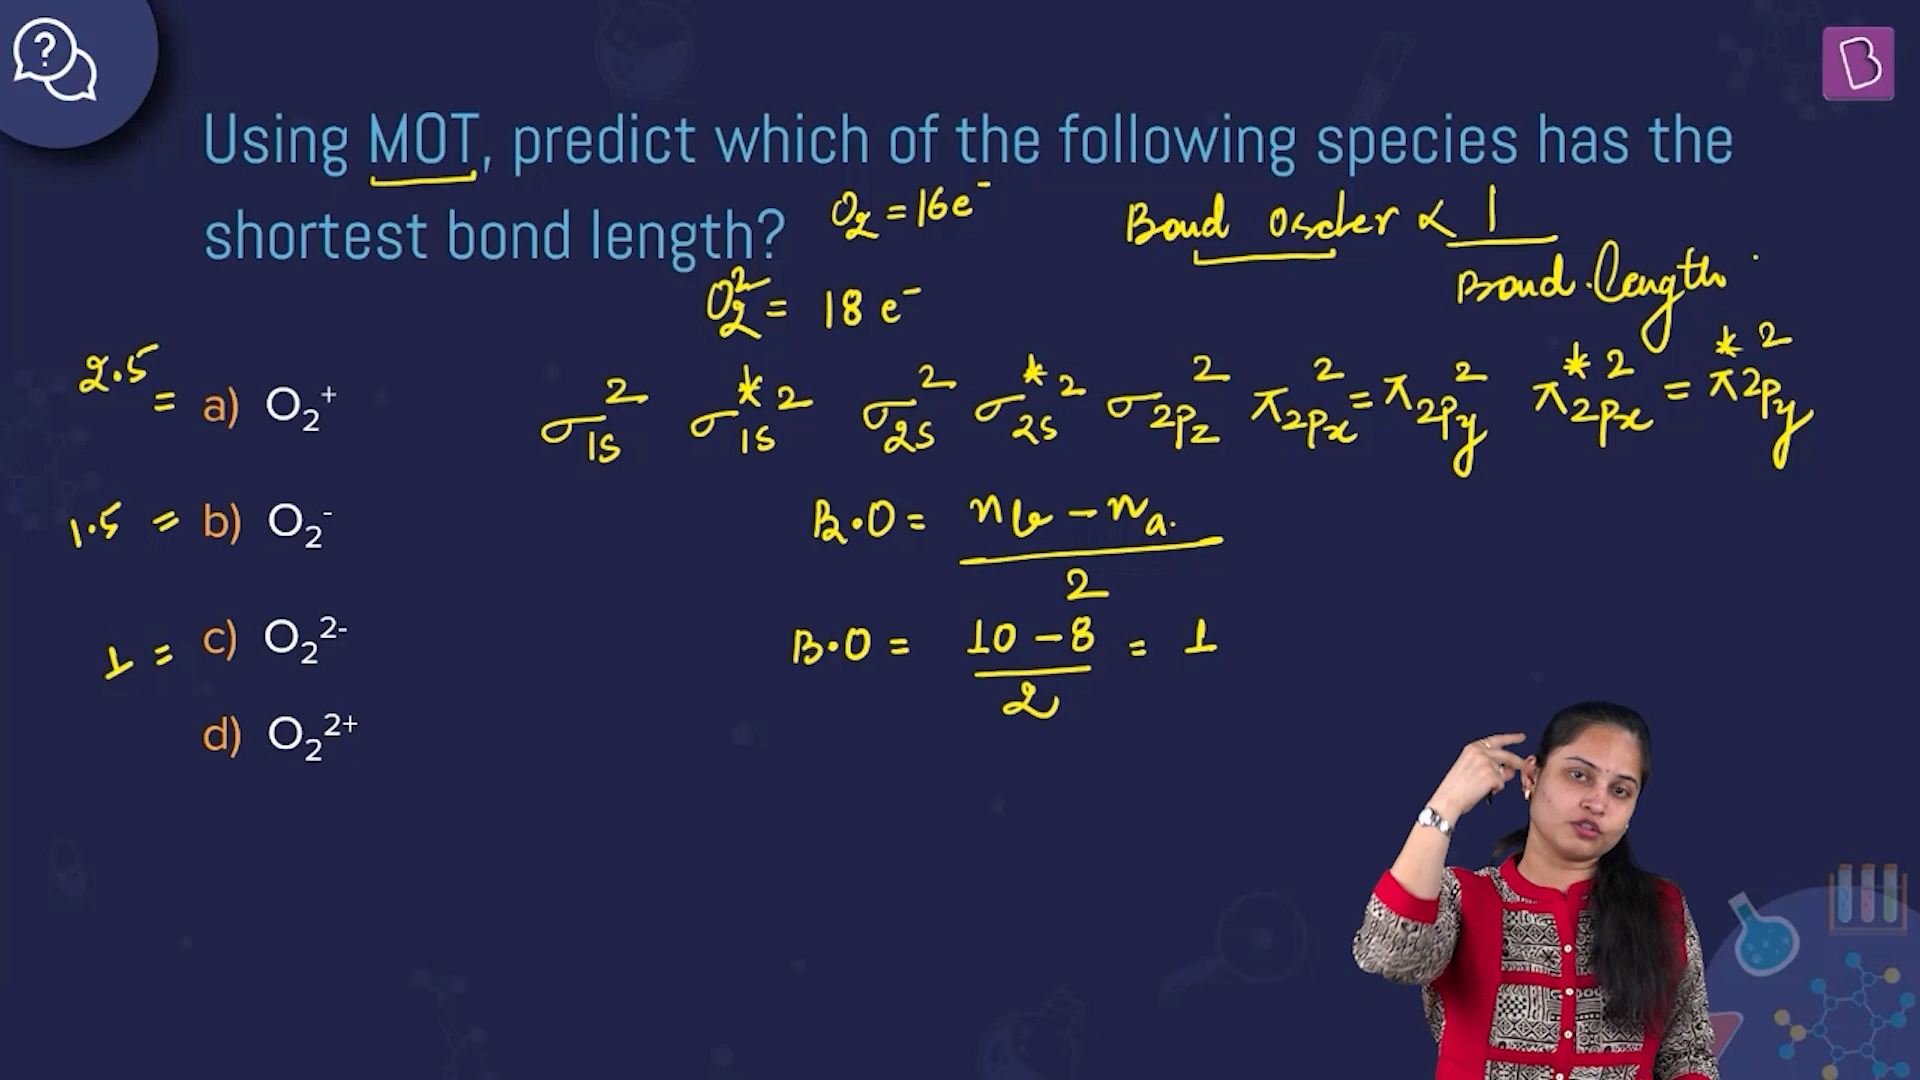 Using MOT, predict which of the following species has the
shortest bond length?
O₂ = 16e⁻
Bond order ∝ 1
Bond length
O₂²⁻ = 18 e⁻
2.5 = a) O₂⁺
σ1s² σ*1s² σ2s² σ*2s² σ2pz² π2px² = π2py² π*2px² = π*2py²
1.5 = b) O₂⁻
B.O = nb - na
2
1 = c) O₂²⁻
B.O = 10 - 8 = 1
2
d) O₂²⁺
B
?